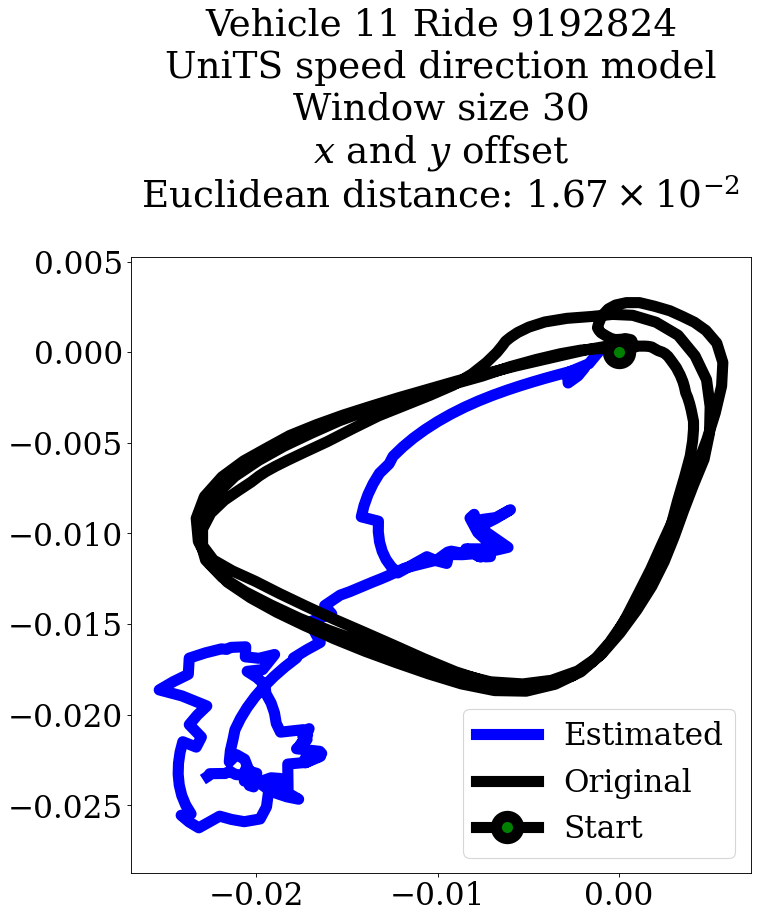 Vehicle 11 Ride 9192824
UniTS speed direction model
Window size 30
x and y offset
Euclidean distance: 1.67 × 10⁻²
0.005
0.000
−0.005
−0.010
−0.015
−0.020
−0.025
Estimated
Original
Start
−0.02
−0.01
0.00